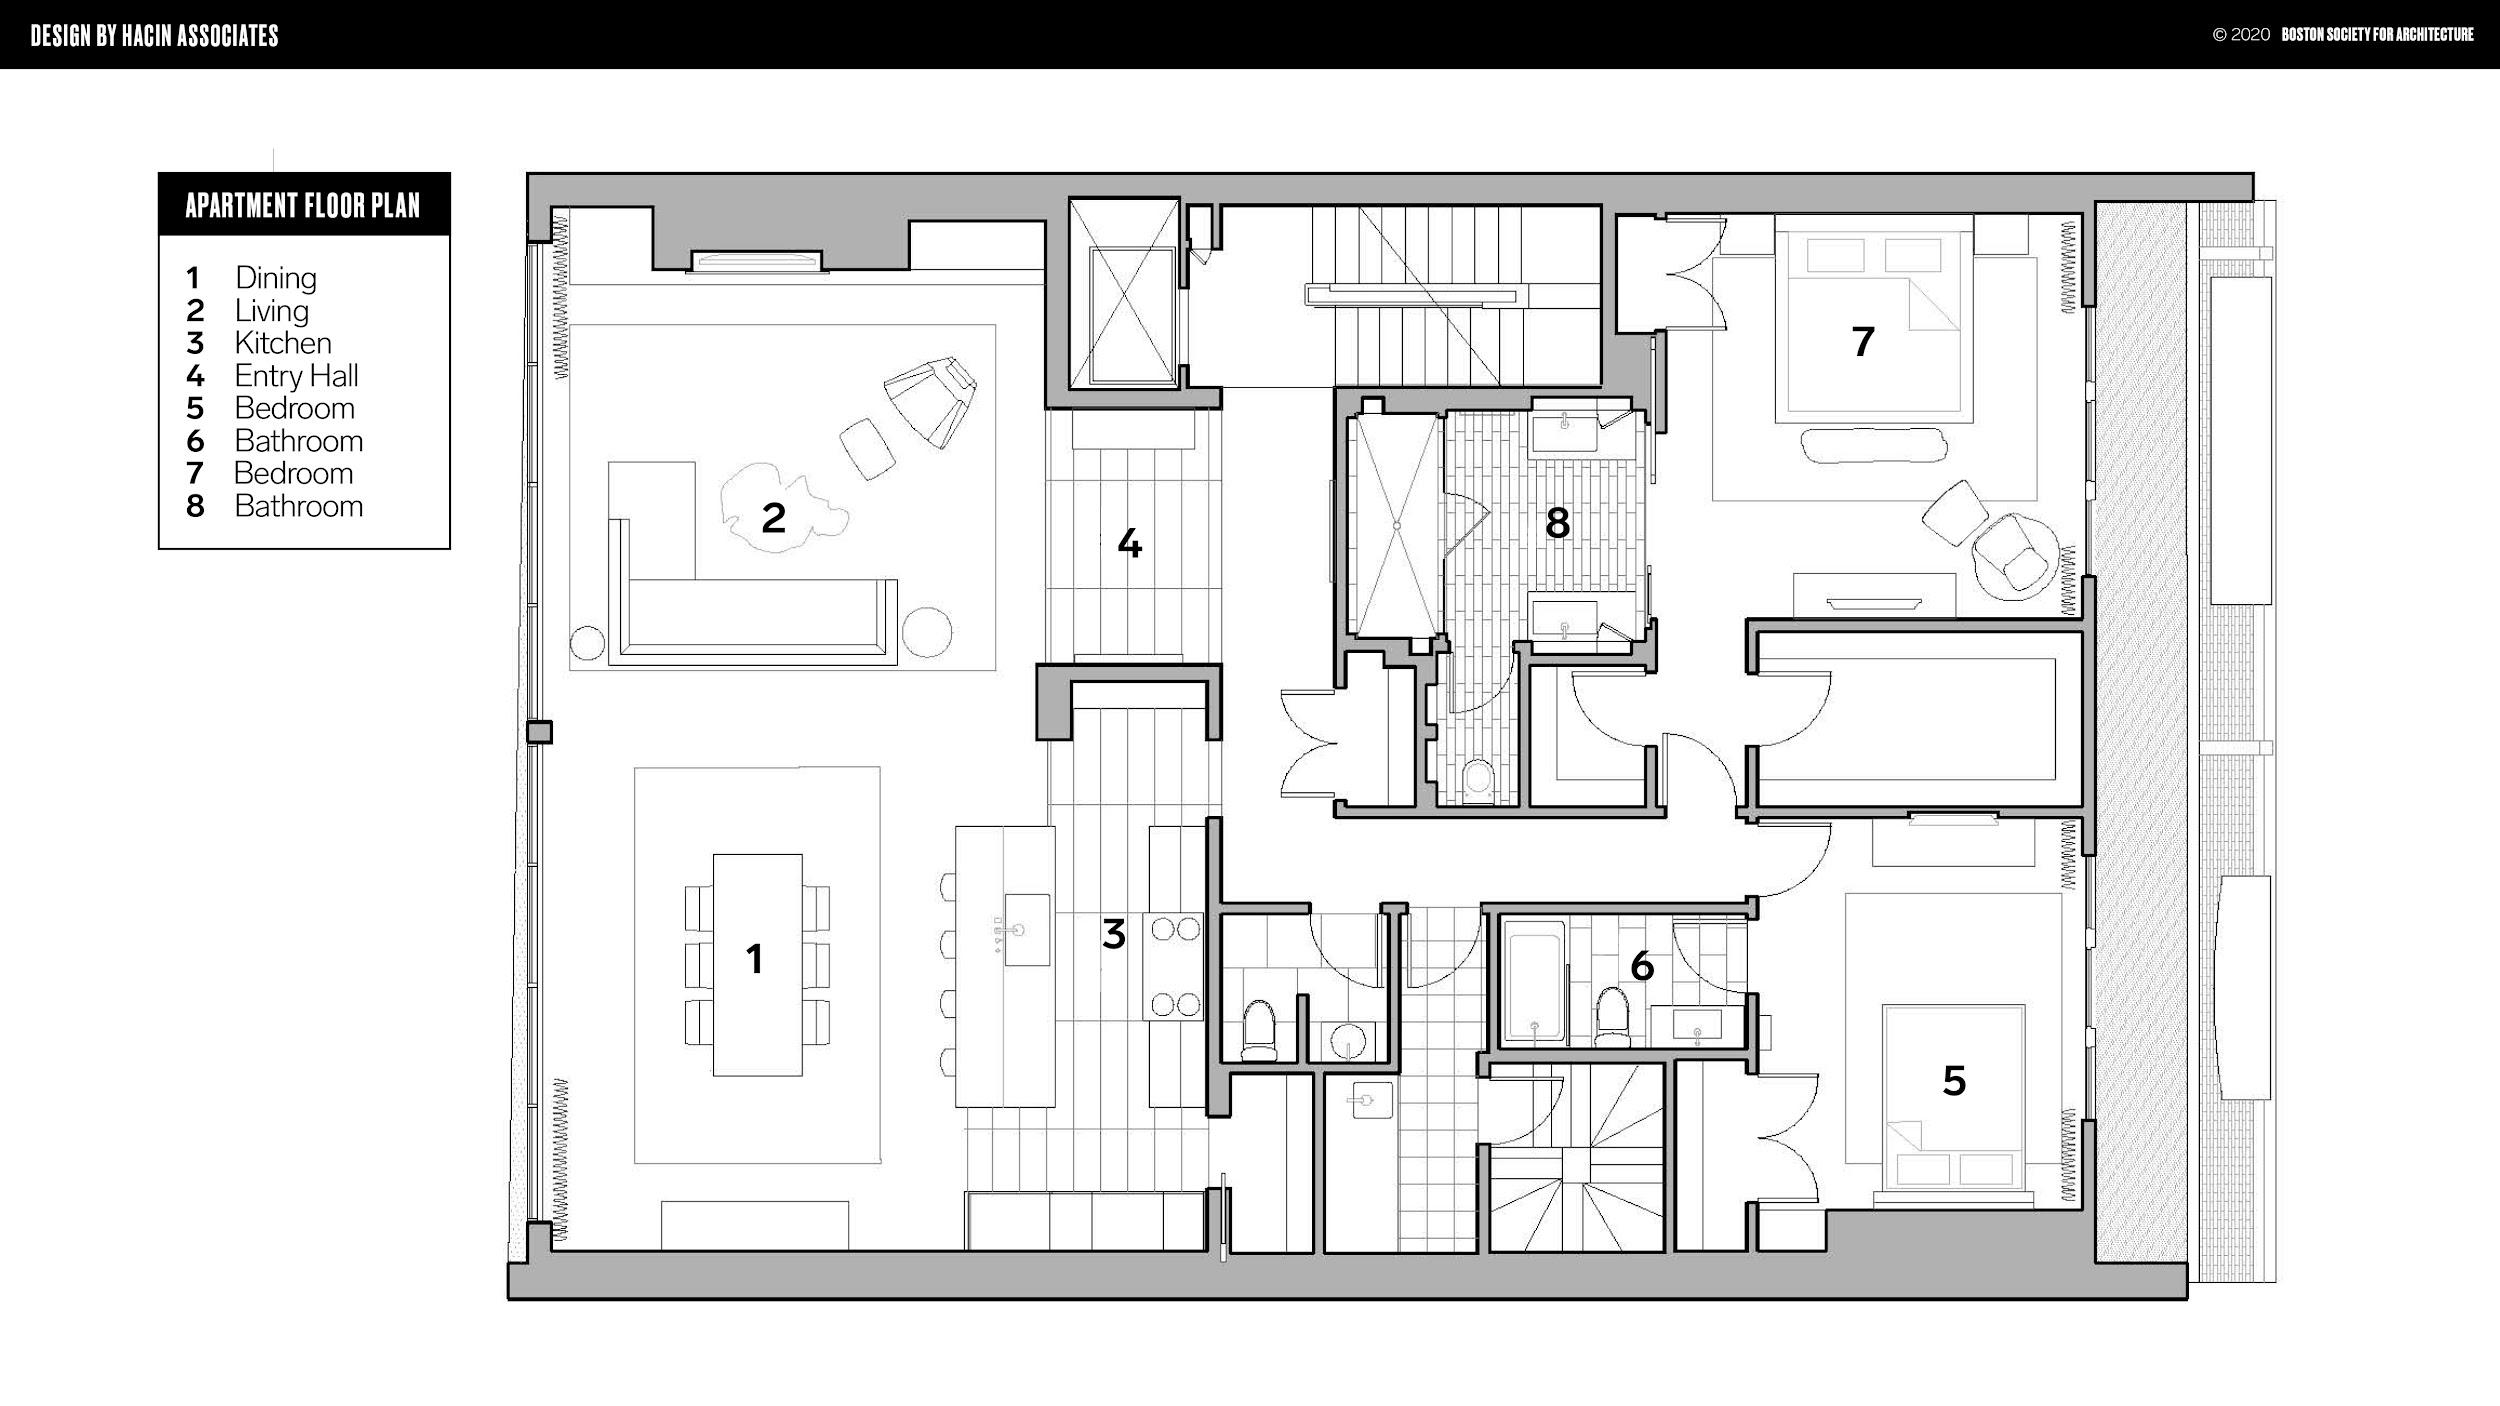 DESIGN BY HACIN ASSOCIATES
© 2020 BOSTON SOCIETY FOR ARCHITECTURE
APARTMENT FLOOR PLAN
1 Dining
2 Living
3 Kitchen
4 Entry Hall
5 Bedroom
6 Bathroom
7 Bedroom
8 Bathroom
7
2
8
4
1
3
6
5